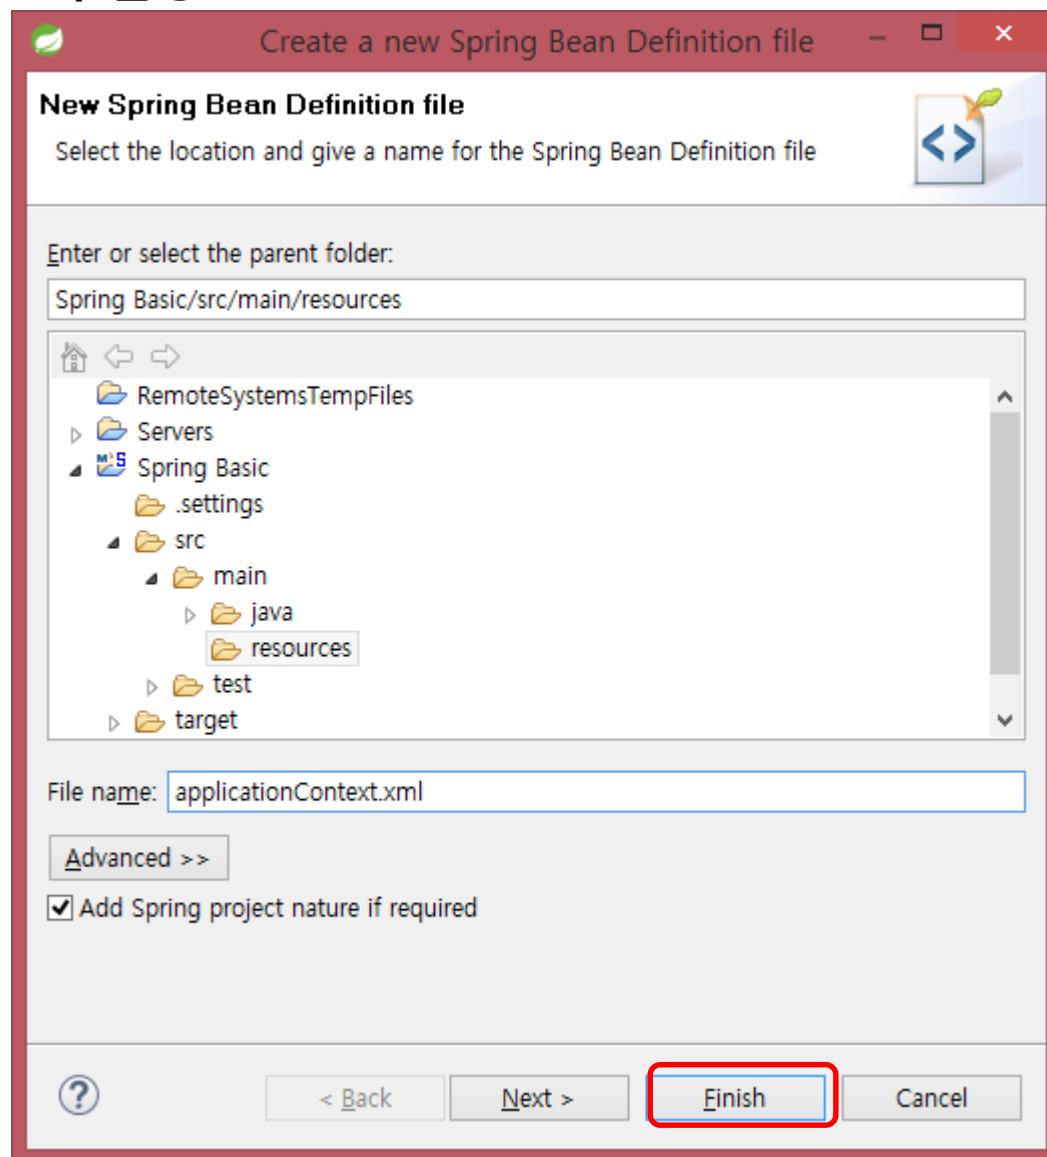 Create a new Spring Bean Definition file
New Spring Bean Definition file
Select the location and give a name for the Spring Bean Definition file
Enter or select the parent folder:
Spring Basic/src/main/resources
RemoteSystemsTempFiles
Servers
Spring Basic
.settings
src
main
java
resources
test
target
File name: applicationContext.xml
Advanced >>
Add Spring project nature if required
< Back Next > Finish Cancel